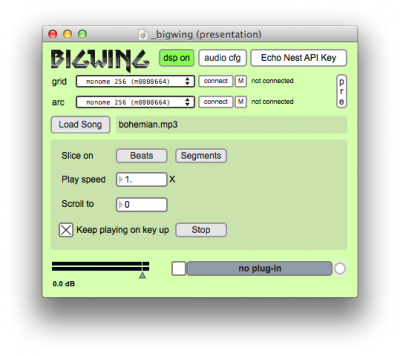 _bigwing (presentation)
BIGWING dsp on audio cfg Echo Nest API Key
grid monome 256 (m0000664) connect M not connected
arc monome 256 (m0000664) connect M not connected
pre
Load Song bohemian.mp3
Slice on Beats Segments
Play speed 1. X
Scroll to 0
Keep playing on key up Stop
no plug-in
0.0 dB